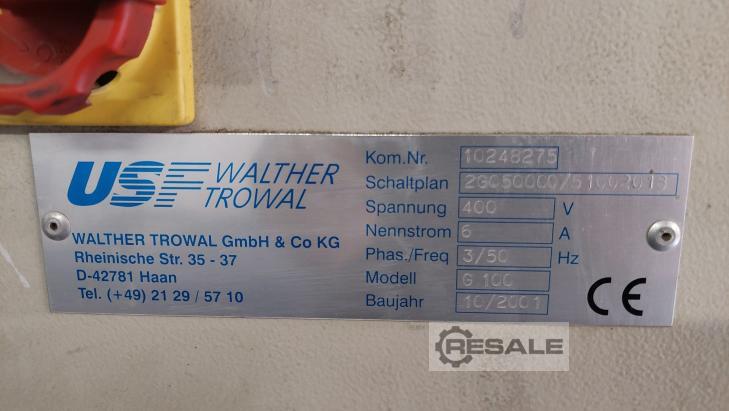 USF WALTHER TROWAL
WALTHER TROWAL GmbH & Co KG
Rheinische Str. 35 - 37
D-42781 Haan
Tel. (+49) 21 29 / 57 10
Kom.Nr. 10248275
Schaltplan
Spannung 400 V
Nennstrom 6 A
Phas./Freq 3/50 Hz
Modell G 100
Baujahr 10/2001
CE
RESALE